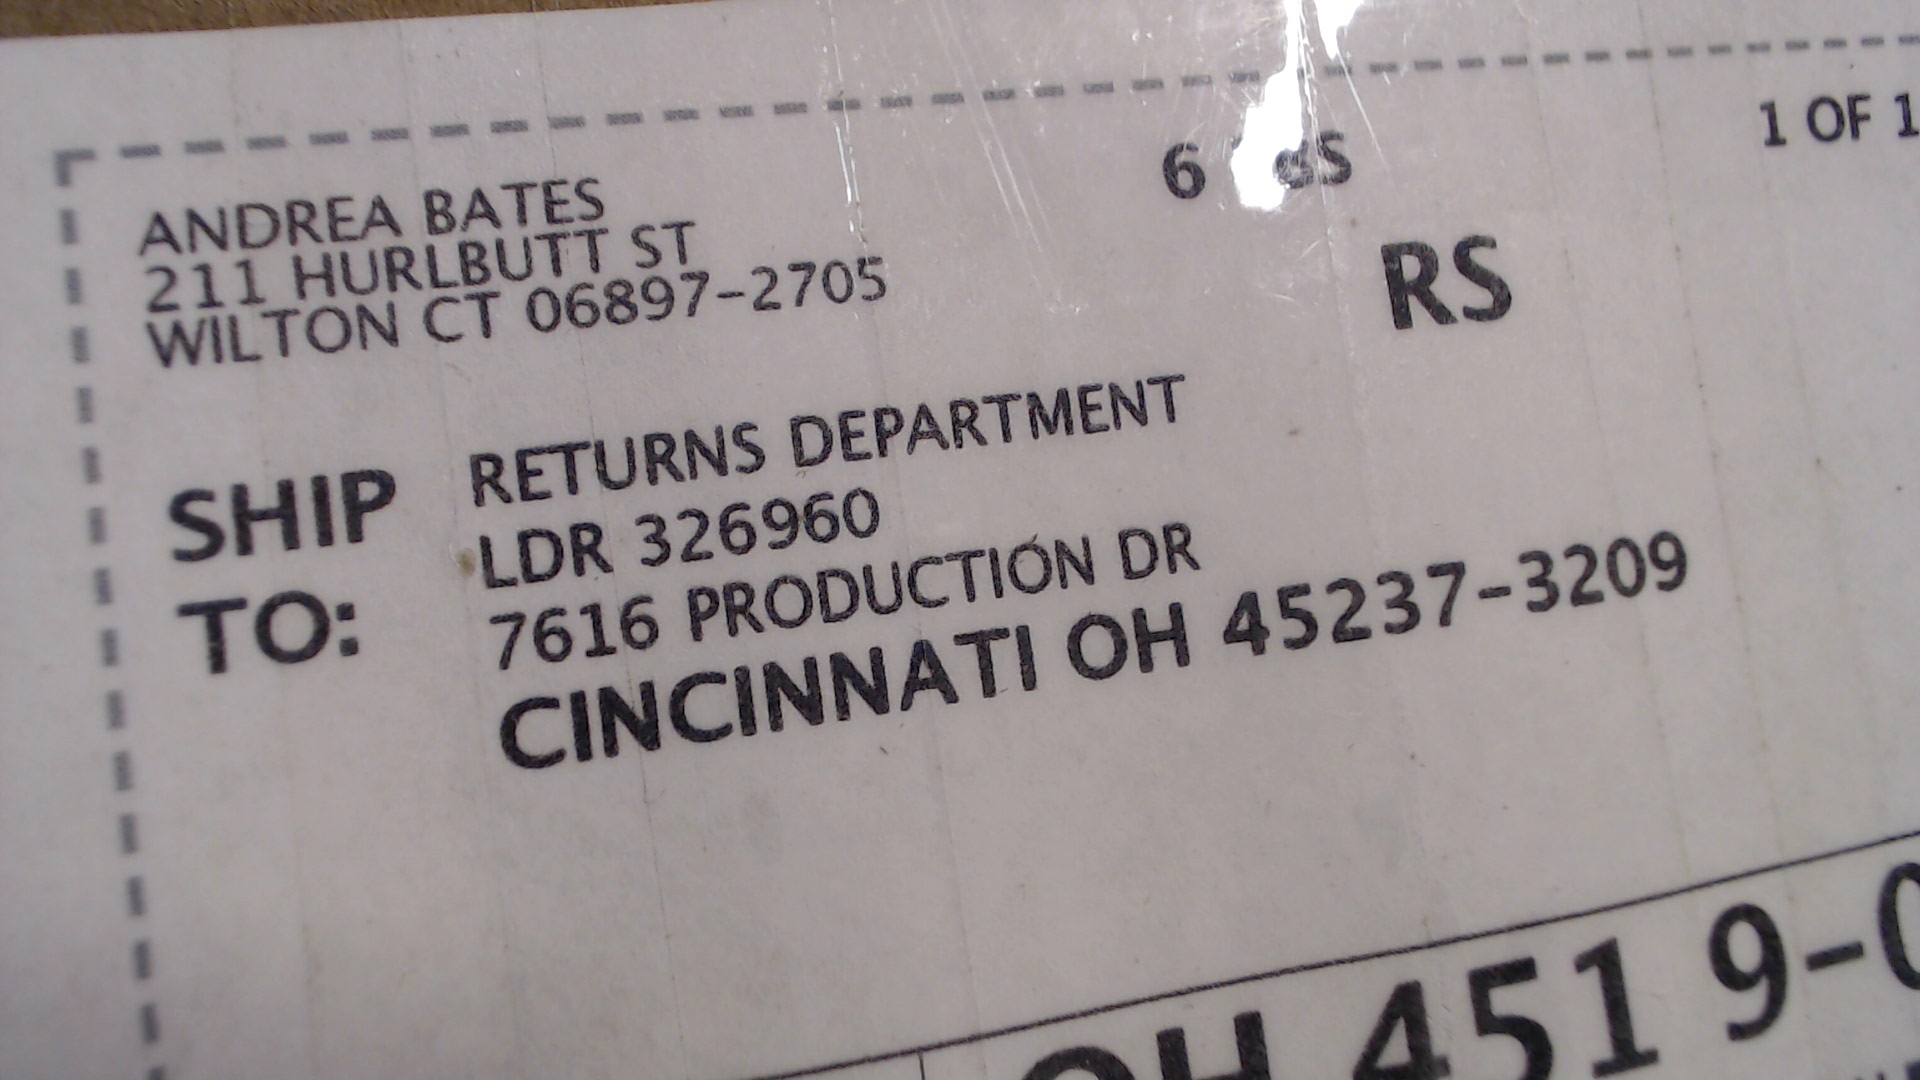 ANDREA BATES
211 HURLBUTT ST
WILTON CT 06897-2705
6
1 OF 1
RS
SHIP TO:
RETURNS DEPARTMENT
LDR 326960
7616 PRODUCTION DR
CINCINNATI OH 45237-3209
OH 451 9-0